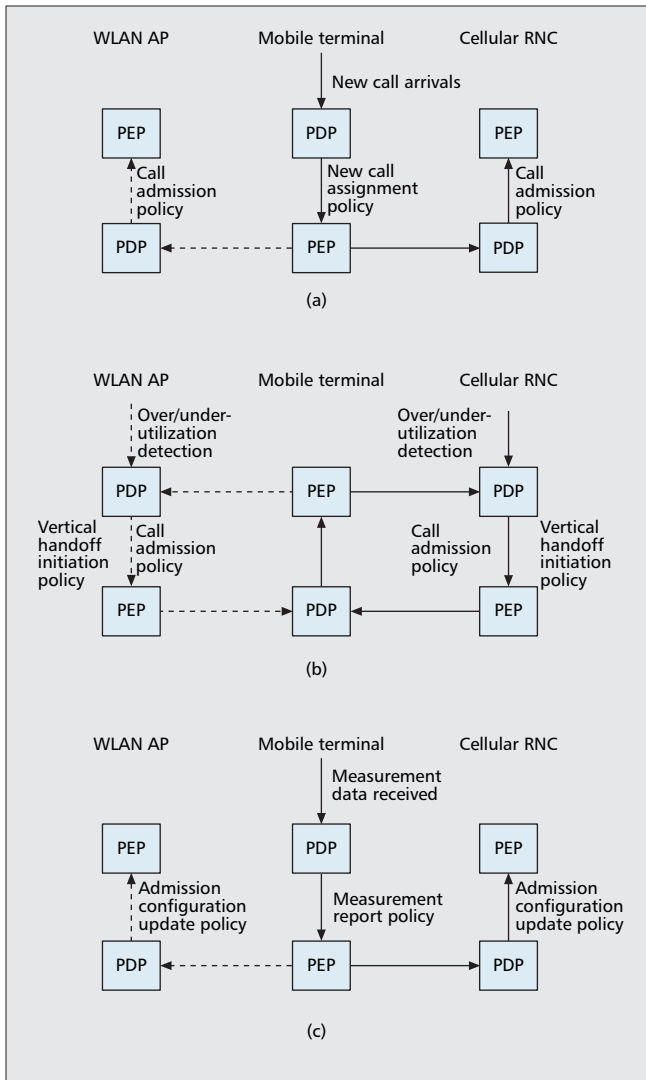 WLAN AP
Mobile terminal
Cellular RNC
New call arrivals
PEP
PDP
PEP
Call
admission
policy
New call
assignment
policy
Call
admission
policy
PDP
PEP
PDP
(a)
WLAN AP
Mobile terminal
Cellular RNC
Over/under-
utilization
detection
Over/under-
utilization
detection
PDP
PEP
PDP
Vertical
handoff
initiation
policy
Call
admission
policy
Call
admission
policy
Vertical
handoff
initiation
policy
PEP
PDP
PEP
(b)
WLAN AP
Mobile terminal
Cellular RNC
Measurement
data received
PEP
PDP
PEP
Admission
configuration
update policy
Measurement
report policy
Admission
configuration
update policy
PDP
PEP
PDP
(c)